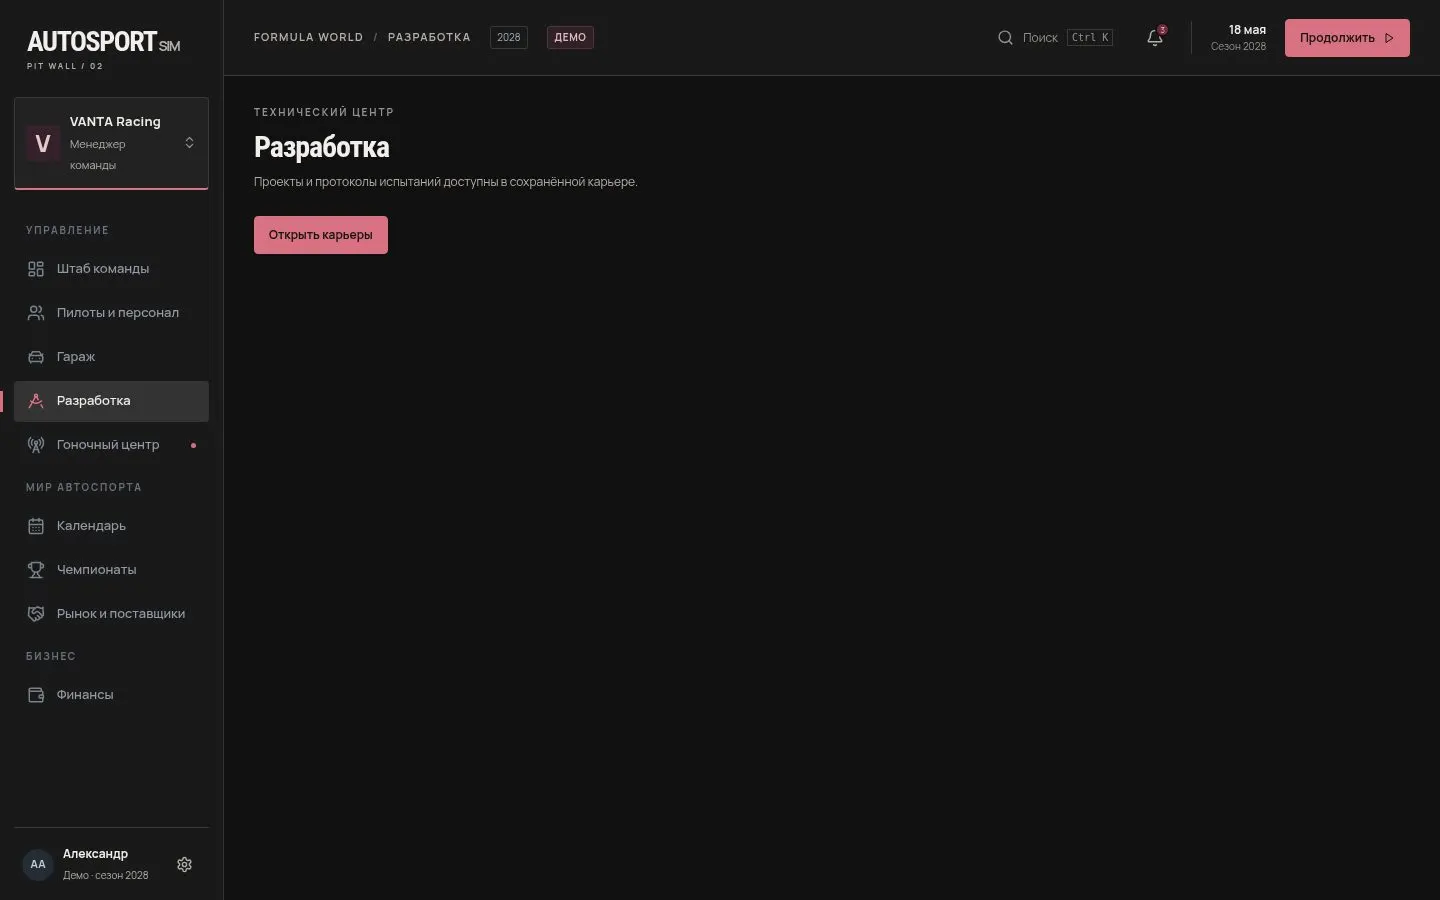 AUTOSPORT SIM
PIT WALL / 02
V
VANTA Racing
Менеджер
команды
УПРАВЛЕНИЕ
Штаб команды
Пилоты и персонал
Гараж
Разработка
Гоночный центр
МИР АВТОСПОРТА
Календарь
Чемпионаты
Рынок и поставщики
БИЗНЕС
Финансы
AA
Александр
Демо · сезон 2028
FORMULA WORLD / РАЗРАБОТКА 2028 ДЕМО
Поиск Ctrl K
3
18 мая
Сезон 2028
Продолжить
ТЕХНИЧЕСКИЙ ЦЕНТР
Разработка
Проекты и протоколы испытаний доступны в сохранённой карьере.
Открыть карьеры